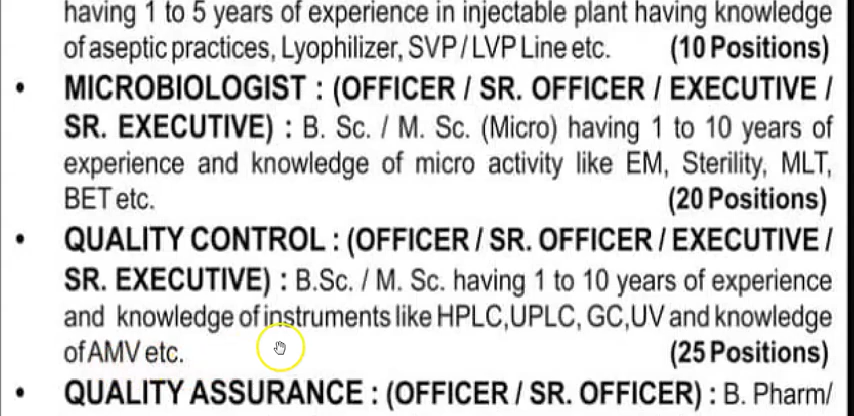 having 1 to 5 years of experience in injectable plant having knowledge
of aseptic practices, Lyophilizer, SVP / LVP Line etc. (10 Positions)
• MICROBIOLOGIST : (OFFICER / SR. OFFICER / EXECUTIVE /
SR. EXECUTIVE) : B. Sc. / M. Sc. (Micro) having 1 to 10 years of
experience and knowledge of micro activity like EM, Sterility, MLT,
BET etc. (20 Positions)
• QUALITY CONTROL : (OFFICER / SR. OFFICER / EXECUTIVE /
SR. EXECUTIVE) : B.Sc. / M. Sc. having 1 to 10 years of experience
and knowledge of instruments like HPLC,UPLC, GC,UV and knowledge
of AMV etc. (25 Positions)
• QUALITY ASSURANCE : (OFFICER / SR. OFFICER) : B. Pharm/